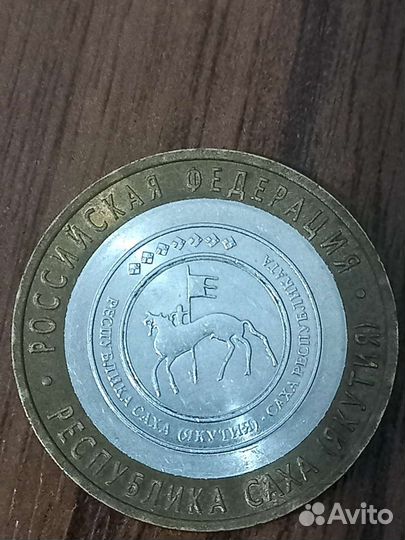 · РОССИЙСКАЯ ФЕДЕРАЦИЯ ·
РЕСПУБЛИКА САХА (ЯКУТИЯ)
РЕСПУБЛИКА САХА (ЯКУТИЯ) · САХА РЕСПУБЛИКАТА
Avito